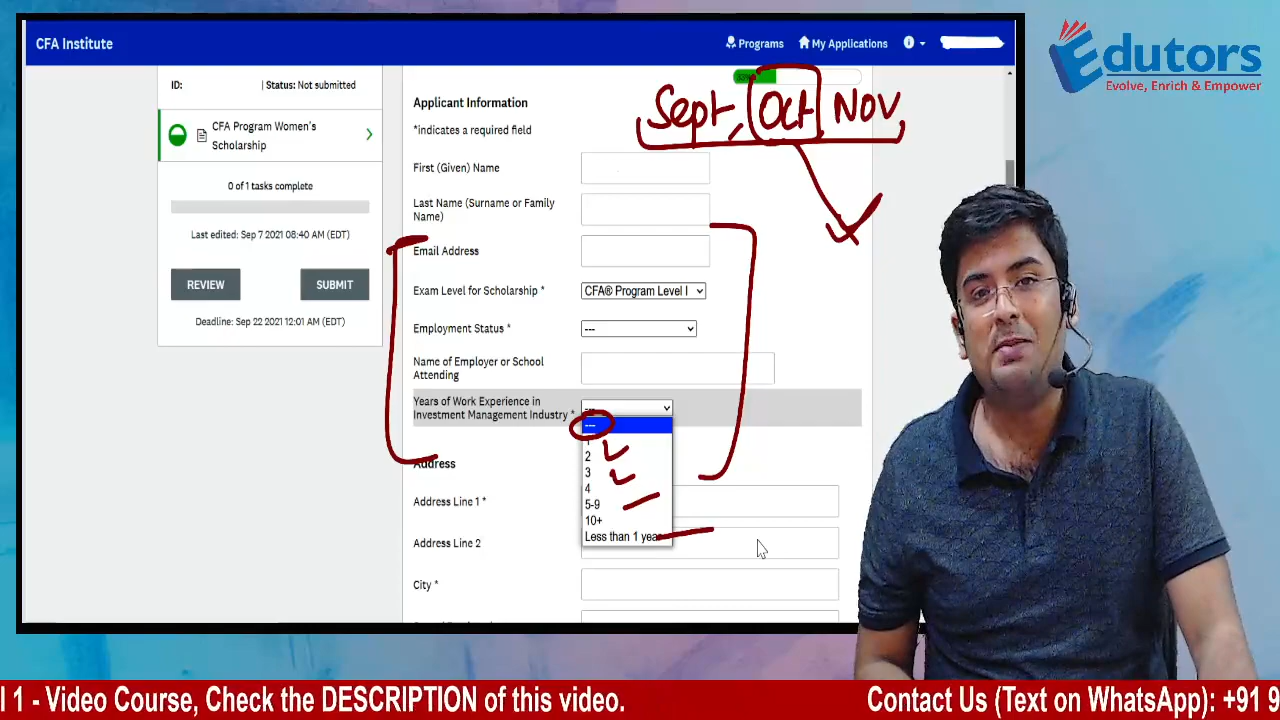 CFA Institute
Programs
My Applications
Edutors
Evolve, Enrich & Empower
ID:
Status: Not submitted
CFA Program Women's
Scholarship
0 of 1 tasks complete
Last edited: Sep 7 2021 08:40 AM (EDT)
REVIEW
SUBMIT
Deadline: Sep 22 2021 12:01 AM (EDT)
Sept, Oct Nov
Applicant Information
*indicates a required field
First (Given) Name
Last Name (Surname or Family
Name)
Email Address
Exam Level for Scholarship *
CFA® Program Level I
Employment Status *
---
Name of Employer or School
Attending
Years of Work Experience in
Investment Management Industry *
---
---
1
2
3
4
5-9
10+
Less than 1 year
Address
Address Line 1 *
Address Line 2
City *
l 1 - Video Course, Check the DESCRIPTION of this video.
Contact Us (Text on WhatsApp): +91 9